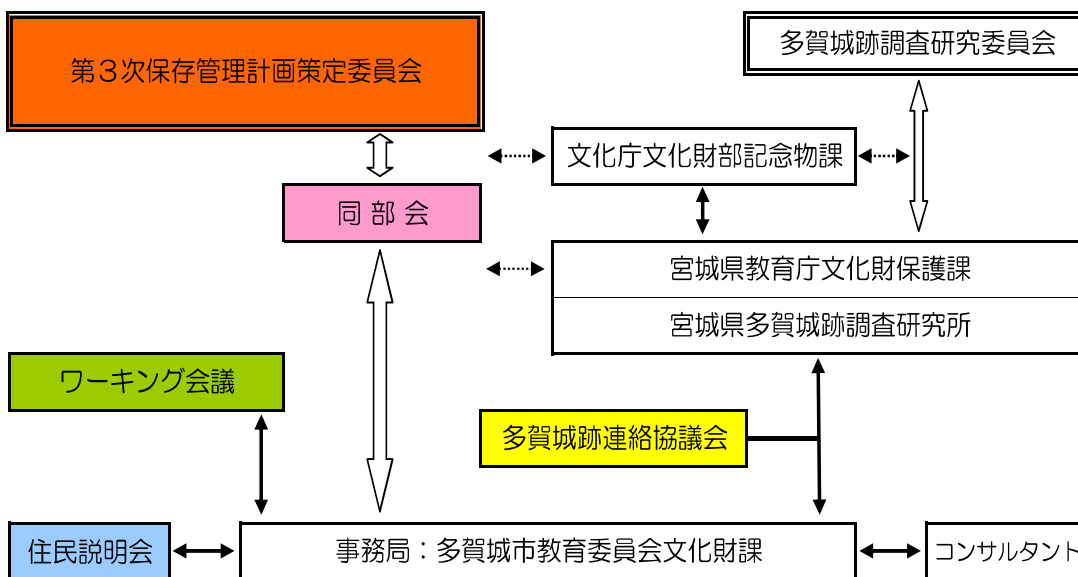 第３次保存管理計画策定委員会
多賀城跡調査研究委員会
文化庁文化財部記念物課
同 部 会
宮城県教育庁文化財保護課
宮城県多賀城跡調査研究所
ワーキング会議
多賀城跡連絡協議会
住民説明会
事務局：多賀城市教育委員会文化財課
コンサルタント